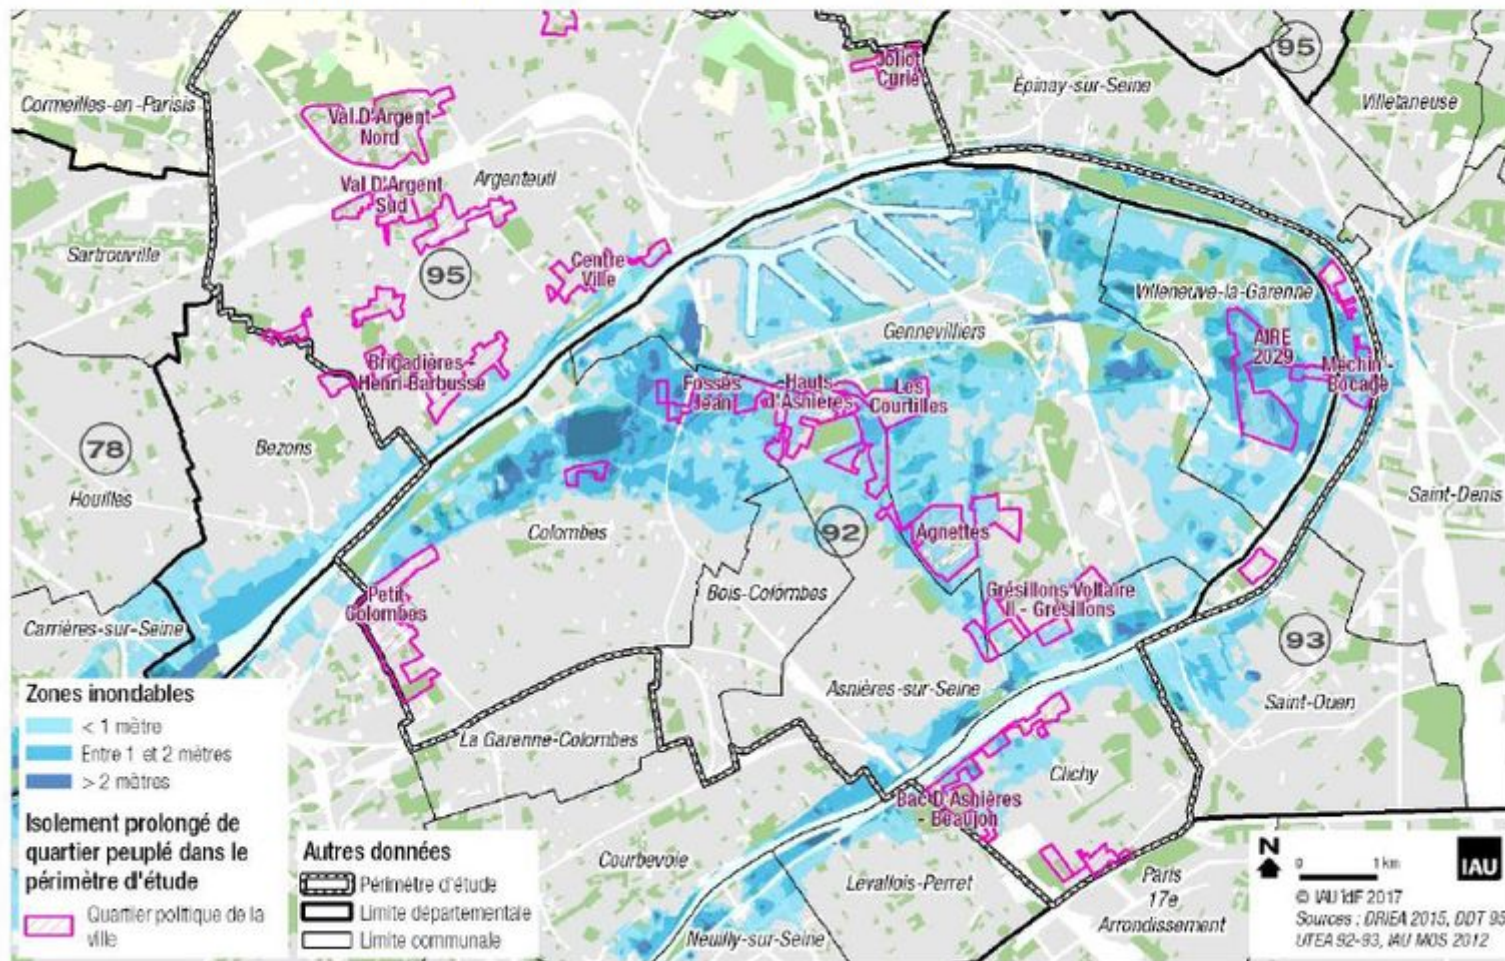 95
Joliot
Curie
Épinay-sur-Seine
Villetaneuse
Cormeilles-en-Parisis
Val D'Argent
Nord
Argenteuil
Val D'Argent
Sud
Sartrouville
95
Centre
Ville
Villeneuve-la-Garenne
Gennevilliers
AIRE
2029
Méchin -
Bocage
Brigadières -
Henri-Barbusse
Fossés
Jean
Hauts
d'Asnières
Les
Courtilles
78
Houilles
Bezons
Saint-Denis
Colombes
92
Agnettes
Petit
Colombes
Bois-Colombes
Grésillons Voltaire
II - Grésillons
Carrières-sur-Seine
93
Asnières-sur-Seine
Saint-Ouen
La Garenne-Colombes
Clichy
Bac D'Asnières
- Beaujon
Courbevoie
Levallois-Perret
Paris
17e
Arrondissement
Neuilly-sur-Seine
Zones inondables
< 1 mètre
Entre 1 et 2 mètres
> 2 mètres
Isolement prolongé de
quartier peuplé dans le
périmètre d'étude
Quartier politique de la
ville
Autres données
Périmètre d'étude
Limite départementale
Limite communale
N
0 1 km
IAU
© IAU îdF 2017
Sources : DRIEA 2015, DDT 95
UTEA 92-93, IAU MOS 2012